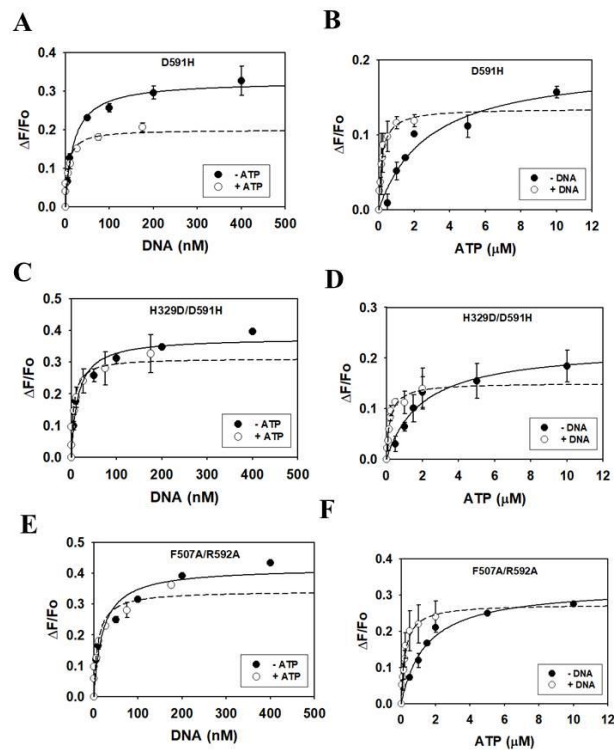 A
D591H
ΔF/Fo
0.4
0.3
0.2
0.1
0.0
- ATP
+ ATP
0 100 200 300 400 500
DNA (nM)
B
D591H
ΔF/Fo
0.2
0.1
0.0
- DNA
+ DNA
0 2 4 6 8 10 12
ATP (μM)
C
H329D/D591H
ΔF/Fo
0.5
0.4
0.3
0.2
0.1
0.0
- ATP
+ ATP
0 100 200 300 400 500
DNA (nM)
D
H329D/D591H
ΔF/Fo
0.3
0.2
0.1
0.0
- DNA
+ DNA
0 2 4 6 8 10 12
ATP (μM)
E
F507A/R592A
ΔF/Fo
0.5
0.4
0.3
0.2
0.1
0.0
- ATP
+ ATP
0 100 200 300 400 500
DNA (nM)
F
F507A/R592A
ΔF/Fo
0.4
0.3
0.2
0.1
0.0
- DNA
+ DNA
0 2 4 6 8 10 12
ATP (μM)